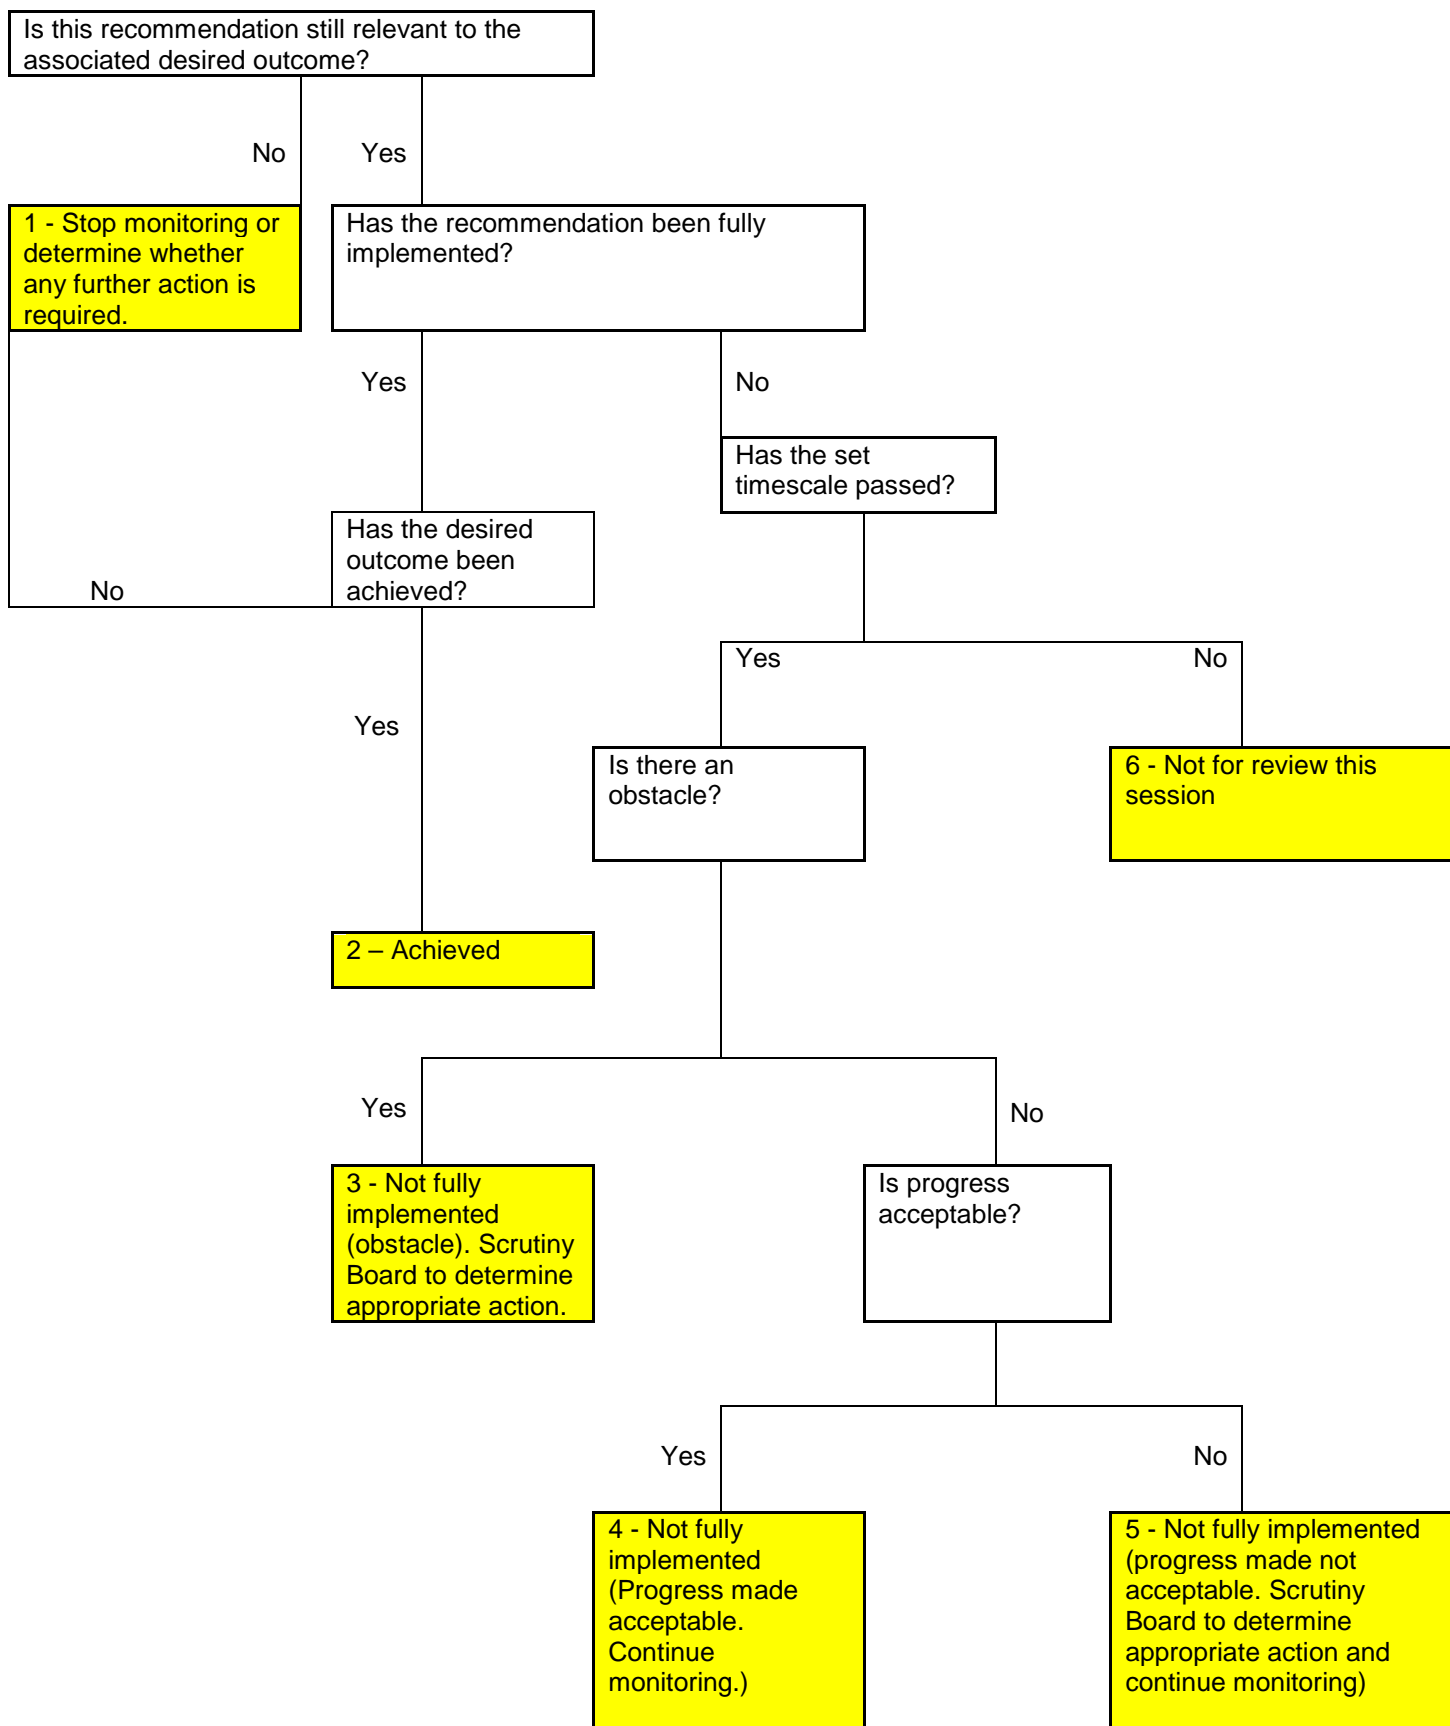 Is this recommendation still relevant to the
associated desired outcome?
No
Yes
1 - Stop monitoring or
determine whether
any further action is
required.
Has the recommendation been fully
implemented?
Yes
No
Has the set
timescale passed?
Has the desired
outcome been
achieved?
No
Yes
No
Yes
Is there an
obstacle?
6 - Not for review this
session
2 – Achieved
Yes
No
3 - Not fully
implemented
(obstacle). Scrutiny
Board to determine
appropriate action.
Is progress
acceptable?
Yes
No
4 - Not fully
implemented
(Progress made
acceptable.
Continue
monitoring.)
5 - Not fully implemented
(progress made not
acceptable. Scrutiny
Board to determine
appropriate action and
continue monitoring)